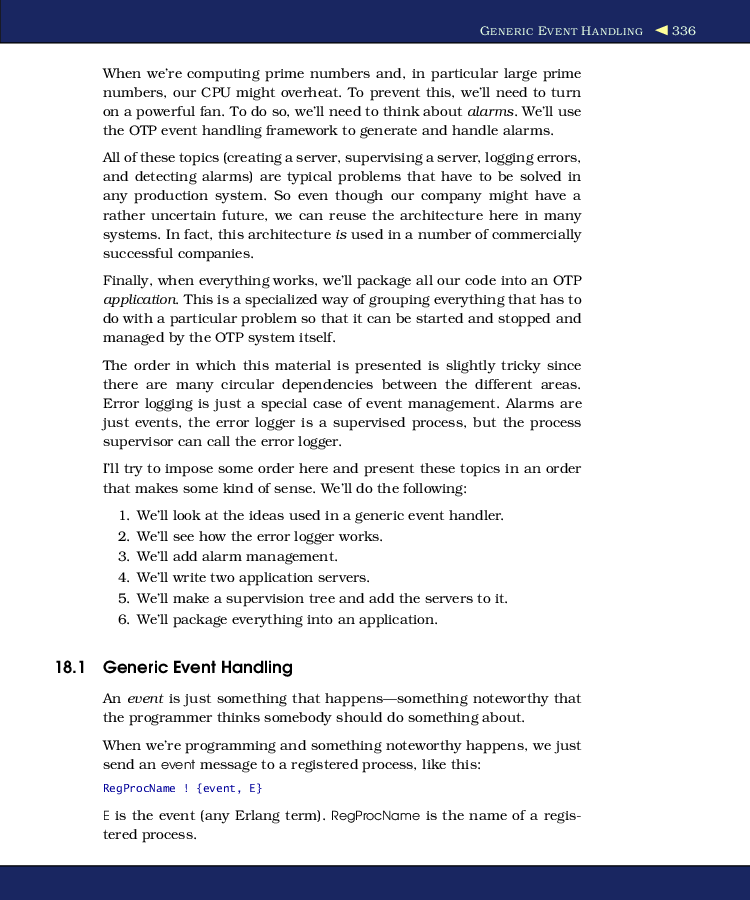 GENERIC EVENT HANDLING ◀ 336
When we're computing prime numbers and, in particular large prime
numbers, our CPU might overheat. To prevent this, we'll need to turn
on a powerful fan. To do so, we'll need to think about alarms. We'll use
the OTP event handling framework to generate and handle alarms.
All of these topics (creating a server, supervising a server, logging errors,
and detecting alarms) are typical problems that have to be solved in
any production system. So even though our company might have a
rather uncertain future, we can reuse the architecture here in many
systems. In fact, this architecture is used in a number of commercially
successful companies.
Finally, when everything works, we'll package all our code into an OTP
application. This is a specialized way of grouping everything that has to
do with a particular problem so that it can be started and stopped and
managed by the OTP system itself.
The order in which this material is presented is slightly tricky since
there are many circular dependencies between the different areas.
Error logging is just a special case of event management. Alarms are
just events, the error logger is a supervised process, but the process
supervisor can call the error logger.
I'll try to impose some order here and present these topics in an order
that makes some kind of sense. We'll do the following:
1. We'll look at the ideas used in a generic event handler.
2. We'll see how the error logger works.
3. We'll add alarm management.
4. We'll write two application servers.
5. We'll make a supervision tree and add the servers to it.
6. We'll package everything into an application.
18.1 Generic Event Handling
An event is just something that happens—something noteworthy that
the programmer thinks somebody should do something about.
When we're programming and something noteworthy happens, we just
send an event message to a registered process, like this:
RegProcName ! {event, E}
E is the event (any Erlang term). RegProcName is the name of a regis-
tered process.